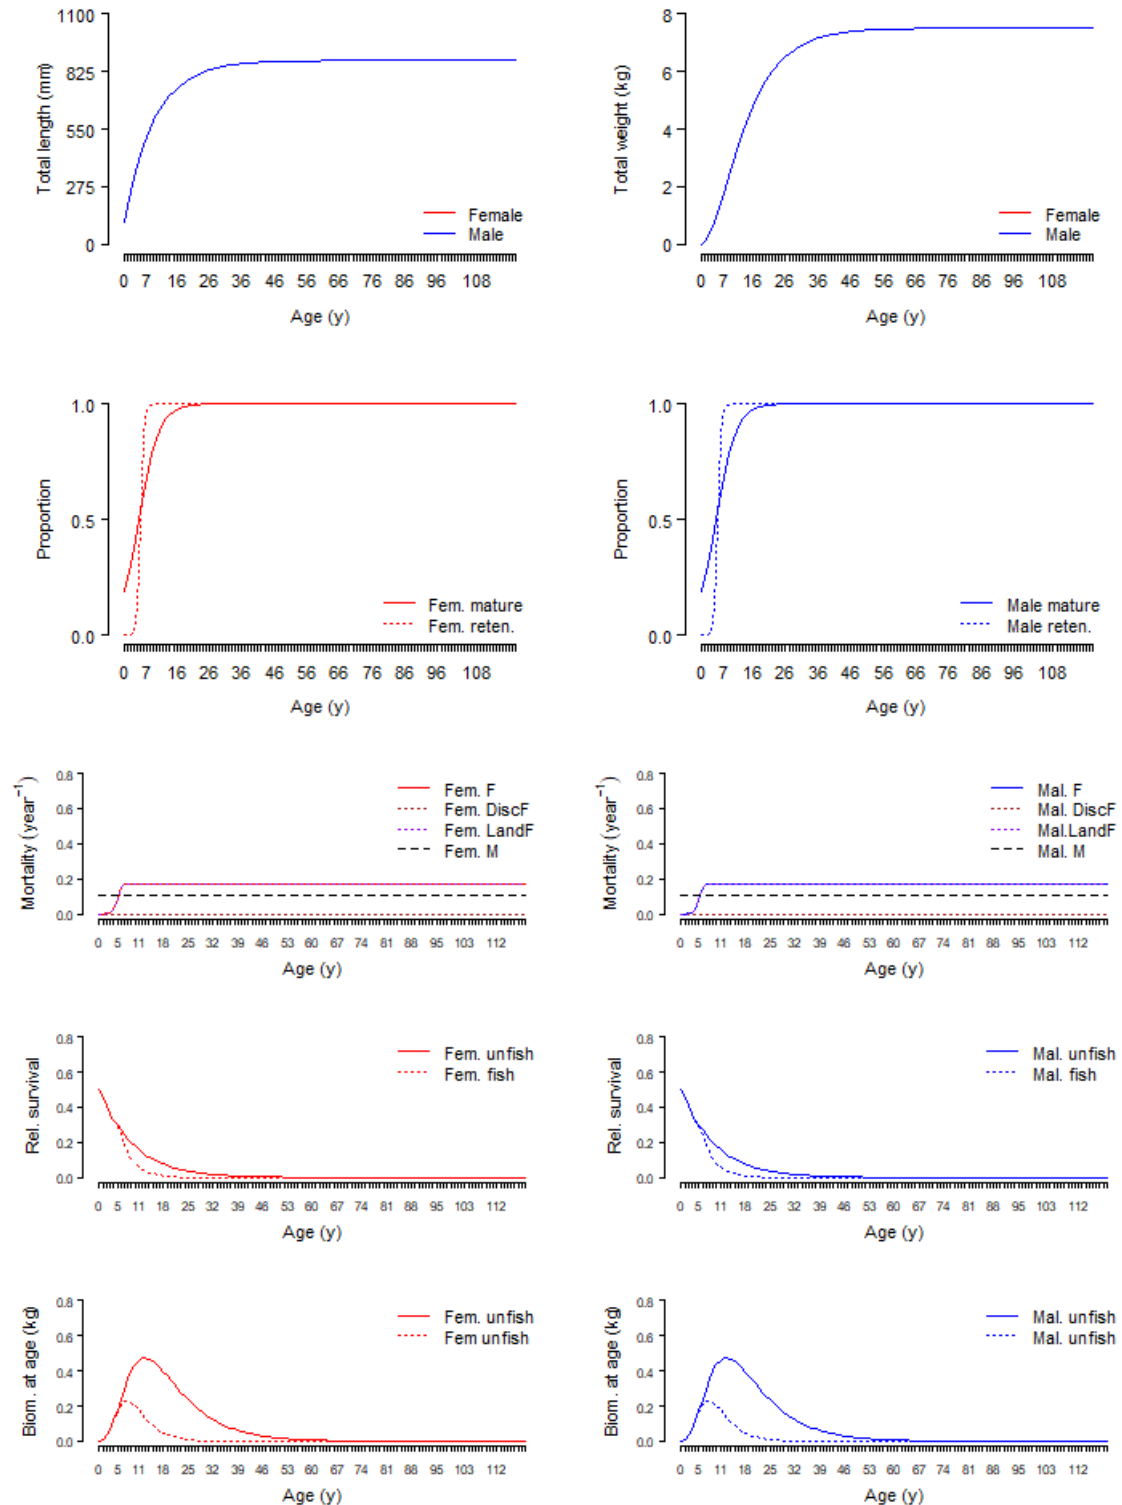 Total length (mm)
1100
825
550
275
0
Female
Male
0 7 16 26 36 46 56 66 76 86 96 108
Age (y)
Total weight (kg)
8
6
4
2
0
Female
Male
0 7 16 26 36 46 56 66 76 86 96 108
Age (y)
Proportion
1.0
0.5
0.0
Fem. mature
Fem. reten.
0 7 16 26 36 46 56 66 76 86 96 108
Age (y)
Proportion
1.0
0.5
0.0
Male mature
Male reten.
0 7 16 26 36 46 56 66 76 86 96 108
Age (y)
Mortality (year⁻¹)
0.8
0.6
0.4
0.2
0.0
Fem. F
Fem. DiscF
Fem. LandF
Fem. M
0 5 11 18 25 32 39 46 53 60 67 74 81 88 95 103 112
Age (y)
Mortality (year⁻¹)
0.8
0.6
0.4
0.2
0.0
Mal. F
Mal. DiscF
Mal.LandF
Mal. M
0 5 11 18 25 32 39 46 53 60 67 74 81 88 95 103 112
Age (y)
Rel. survival
0.8
0.6
0.4
0.2
0.0
Fem. unfish
Fem. fish
0 5 11 18 25 32 39 46 53 60 67 74 81 88 95 103 112
Age (y)
Rel. survival
0.8
0.6
0.4
0.2
0.0
Mal. unfish
Mal. fish
0 5 11 18 25 32 39 46 53 60 67 74 81 88 95 103 112
Age (y)
Biom. at age (kg)
0.8
0.6
0.4
0.2
0.0
Fem. unfish
Fem unfish
0 5 11 18 25 32 39 46 53 60 67 74 81 88 95 103 112
Age (y)
Biom. at age (kg)
0.8
0.6
0.4
0.2
0.0
Mal. unfish
Mal. unfish
0 5 11 18 25 32 39 46 53 60 67 74 81 88 95 103 112
Age (y)